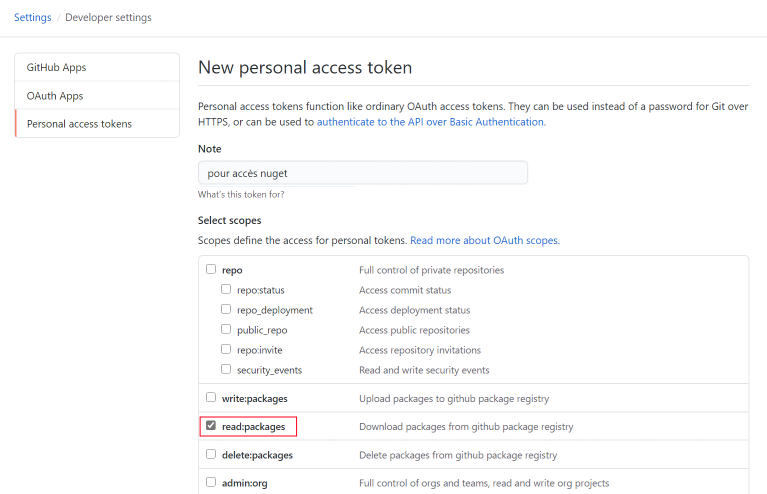 Settings / Developer settings
GitHub Apps
OAuth Apps
Personal access tokens
New personal access token
Personal access tokens function like ordinary OAuth access tokens. They can be used instead of a password for Git over
HTTPS, or can be used to authenticate to the API over Basic Authentication.
Note
pour accès nuget
What's this token for?
Select scopes
Scopes define the access for personal tokens. Read more about OAuth scopes.
repo Full control of private repositories
repo:status Access commit status
repo_deployment Access deployment status
public_repo Access public repositories
repo:invite Access repository invitations
security_events Read and write security events
write:packages Upload packages to github package registry
read:packages Download packages from github package registry
delete:packages Delete packages from github package registry
admin:org Full control of orgs and teams, read and write org projects